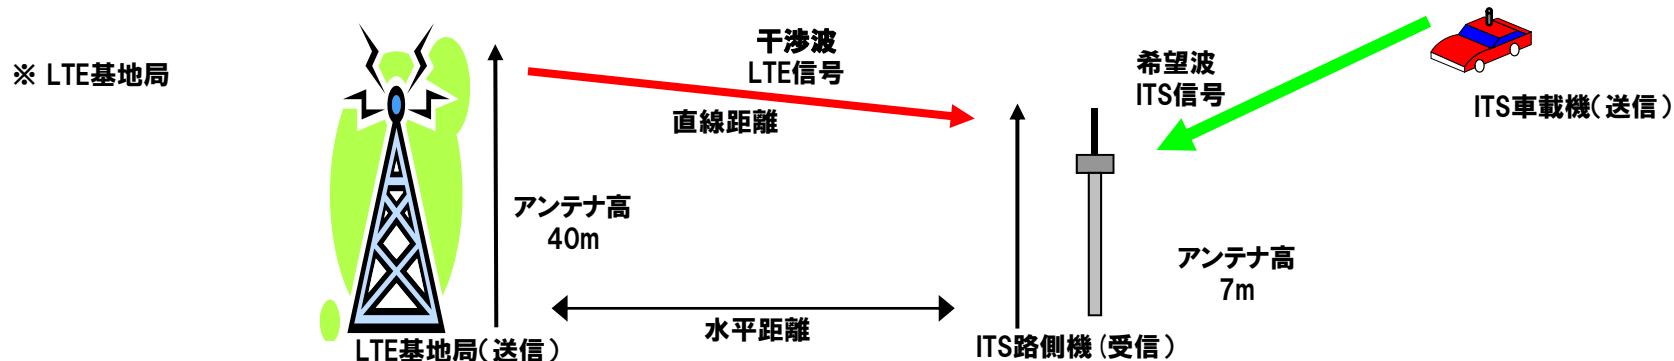 ※ LTE基地局
干渉波
LTE信号
直線距離
希望波
ITS信号
ITS車載機(送信)
アンテナ高
40m
アンテナ高
7m
水平距離
LTE基地局(送信)
ITS路側機(受信)